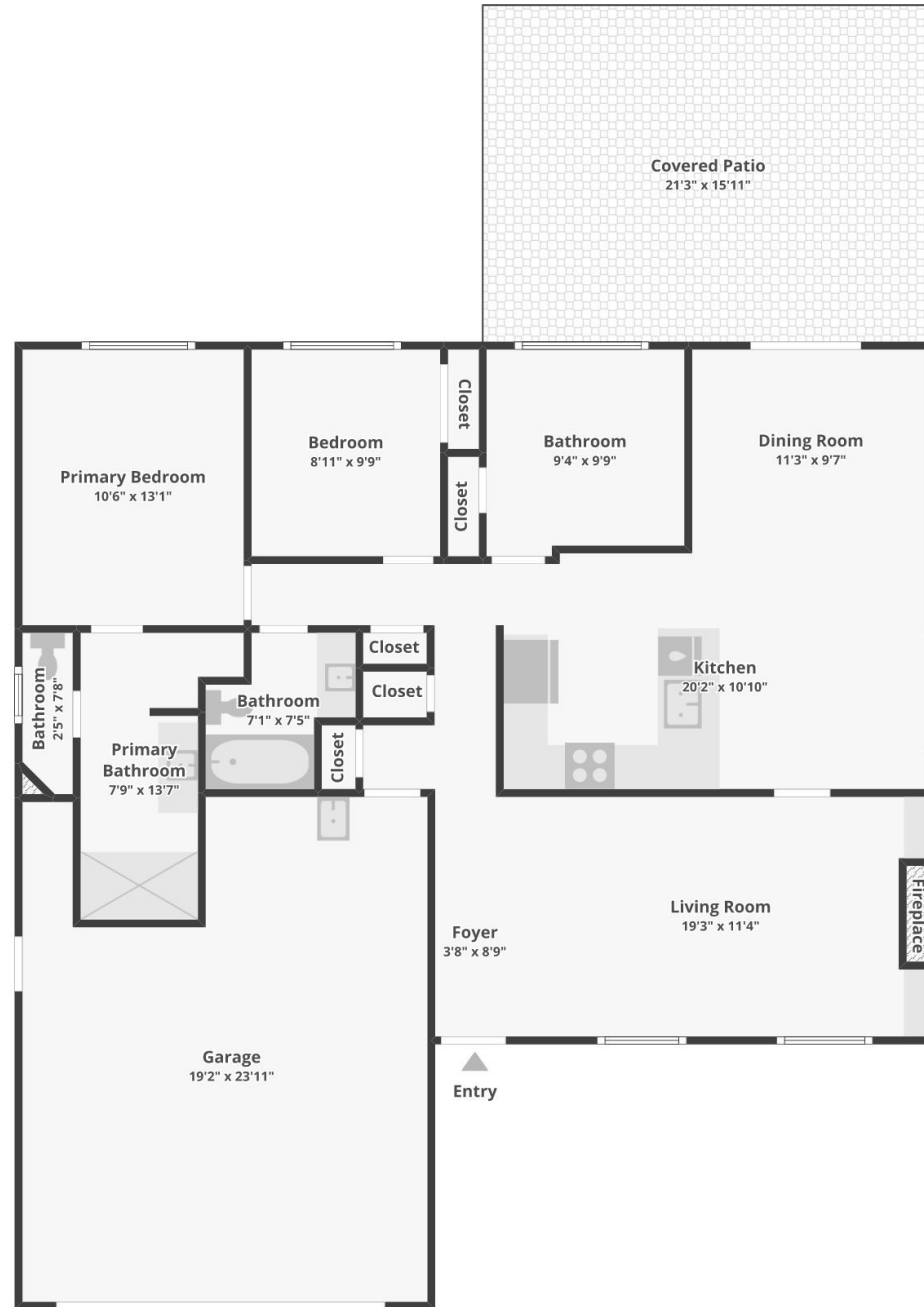 Covered Patio
21'3" x 15'11"
Primary Bedroom
10'6" x 13'1"
Bedroom
8'11" x 9'9"
Closet
Closet
Bathroom
9'4" x 9'9"
Dining Room
11'3" x 9'7"
Bathroom
2'5" x 7'8"
Primary
Bathroom
7'9" x 13'7"
Bathroom
7'1" x 7'5"
Closet
Closet
Closet
Kitchen
20'2" x 10'10"
Foyer
3'8" x 8'9"
Living Room
19'3" x 11'4"
Fireplace
Garage
19'2" x 23'11"
Entry